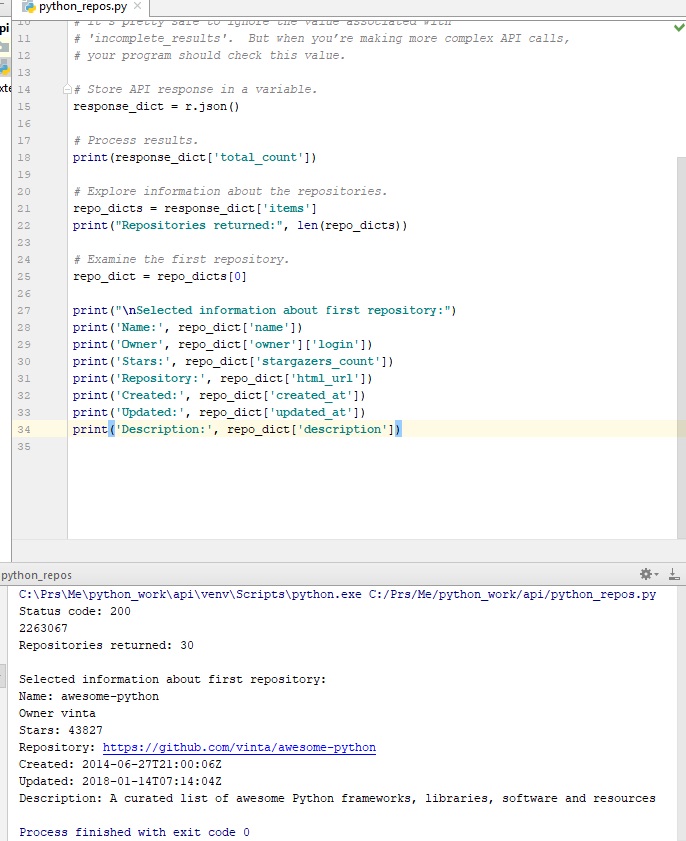 python_repos.py
pi
10 # it's pretty safe to ignore the value associated with
11 # 'incomplete_results'.  But when you're making more complex API calls,
12 # your program should check this value.
13
14 # Store API response in a variable.
15 response_dict = r.json()
16
17 # Process results.
18 print(response_dict['total_count'])
19
20 # Explore information about the repositories.
21 repo_dicts = response_dict['items']
22 print("Repositories returned:", len(repo_dicts))
23
24 # Examine the first repository.
25 repo_dict = repo_dicts[0]
26
27 print("\nSelected information about first repository:")
28 print('Name:', repo_dict['name'])
29 print('Owner', repo_dict['owner']['login'])
30 print('Stars:', repo_dict['stargazers_count'])
31 print('Repository:', repo_dict['html_url'])
32 print('Created:', repo_dict['created_at'])
33 print('Updated:', repo_dict['updated_at'])
34 print('Description:', repo_dict['description'])
35
python_repos
C:\Prs\Me\python_work\api\venv\Scripts\python.exe C:/Prs/Me/python_work/api/python_repos.py
Status code: 200
2263067
Repositories returned: 30
Selected information about first repository:
Name: awesome-python
Owner vinta
Stars: 43827
Repository: https://github.com/vinta/awesome-python
Created: 2014-06-27T21:00:06Z
Updated: 2018-01-14T07:14:04Z
Description: A curated list of awesome Python frameworks, libraries, software and resources
Process finished with exit code 0